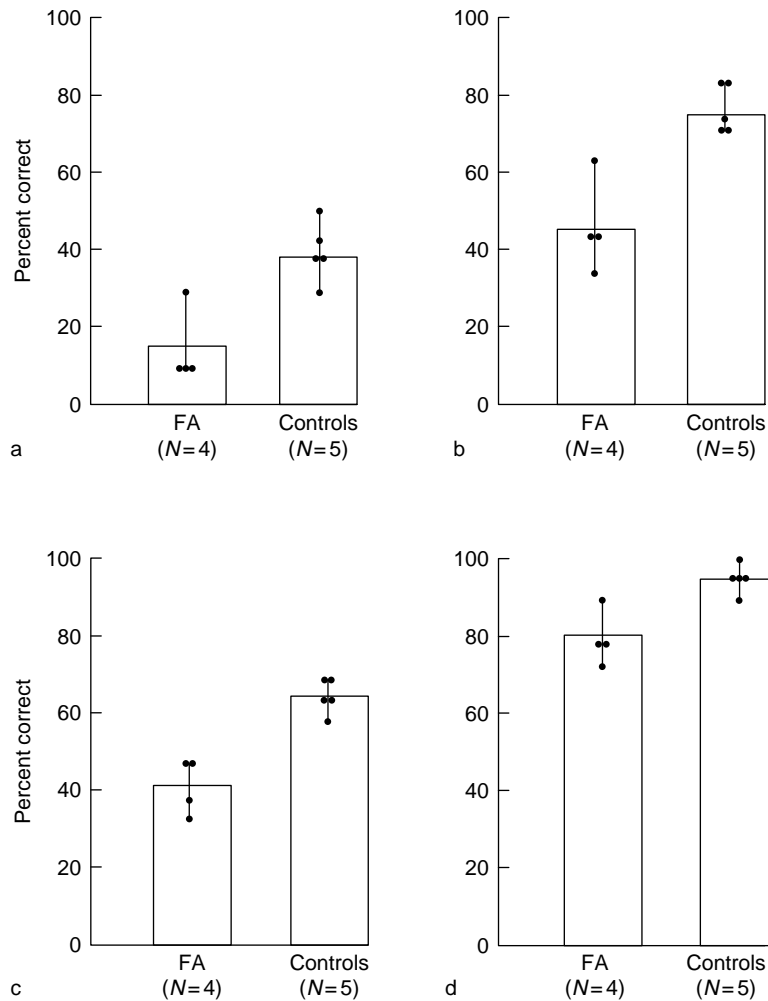 100
80
60
40
20
0
Percent correct
FA
(N=4)
Controls
(N=5)
a
100
80
60
40
20
0
FA
(N=4)
Controls
(N=5)
b
100
80
60
40
20
0
Percent correct
FA
(N=4)
Controls
(N=5)
c
100
80
60
40
20
0
FA
(N=4)
Controls
(N=5)
d